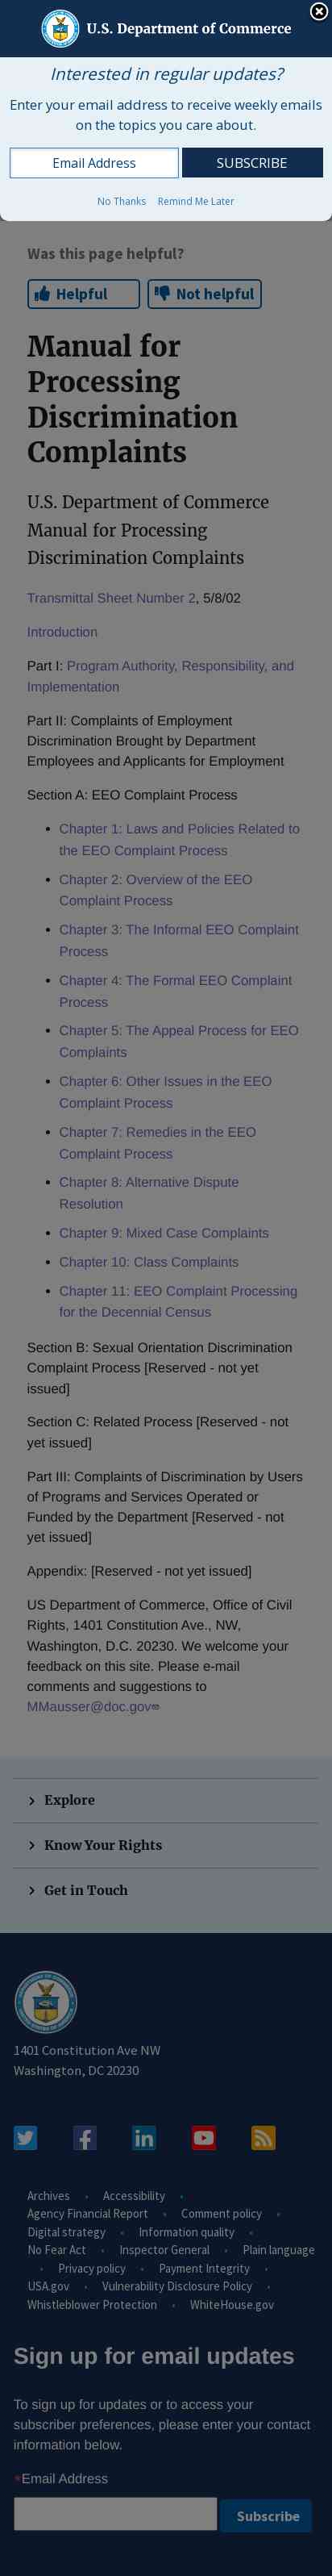 U.S. Department of Commerce
Interested in regular updates?
Enter your email address to receive weekly emails
on the topics you care about.
Email Address
SUBSCRIBE
No Thanks
Remind Me Later
Was this page helpful?
Helpful
Not helpful
Manual for
Processing
Discrimination
Complaints
U.S. Department of Commerce
Manual for Processing
Discrimination Complaints
Transmittal Sheet Number 2, 5/8/02
Introduction
Part I: Program Authority, Responsibility, and
Implementation
Part II: Complaints of Employment
Discrimination Brought by Department
Employees and Applicants for Employment
Section A: EEO Complaint Process
• Chapter 1: Laws and Policies Related to
the EEO Complaint Process
• Chapter 2: Overview of the EEO
Complaint Process
• Chapter 3: The Informal EEO Complaint
Process
• Chapter 4: The Formal EEO Complaint
Process
• Chapter 5: The Appeal Process for EEO
Complaints
• Chapter 6: Other Issues in the EEO
Complaint Process
• Chapter 7: Remedies in the EEO
Complaint Process
• Chapter 8: Alternative Dispute
Resolution
• Chapter 9: Mixed Case Complaints
• Chapter 10: Class Complaints
• Chapter 11: EEO Complaint Processing
for the Decennial Census
Section B: Sexual Orientation Discrimination
Complaint Process [Reserved - not yet
issued]
Section C: Related Process [Reserved - not
yet issued]
Part III: Complaints of Discrimination by Users
of Programs and Services Operated or
Funded by the Department [Reserved - not
yet issued]
Appendix: [Reserved - not yet issued]
US Department of Commerce, Office of Civil
Rights, 1401 Constitution Ave., NW,
Washington, D.C. 20230. We welcome your
feedback on this site. Please e-mail
comments and suggestions to
MMausser@doc.gov
Explore
Know Your Rights
Get in Touch
1401 Constitution Ave NW
Washington, DC 20230
Archives • Accessibility •
Agency Financial Report • Comment policy •
Digital strategy • Information quality •
No Fear Act • Inspector General • Plain language
• Privacy policy • Payment Integrity •
USA.gov • Vulnerability Disclosure Policy •
Whistleblower Protection • WhiteHouse.gov
Sign up for email updates
To sign up for updates or to access your
subscriber preferences, please enter your contact
information below.
*Email Address
Subscribe